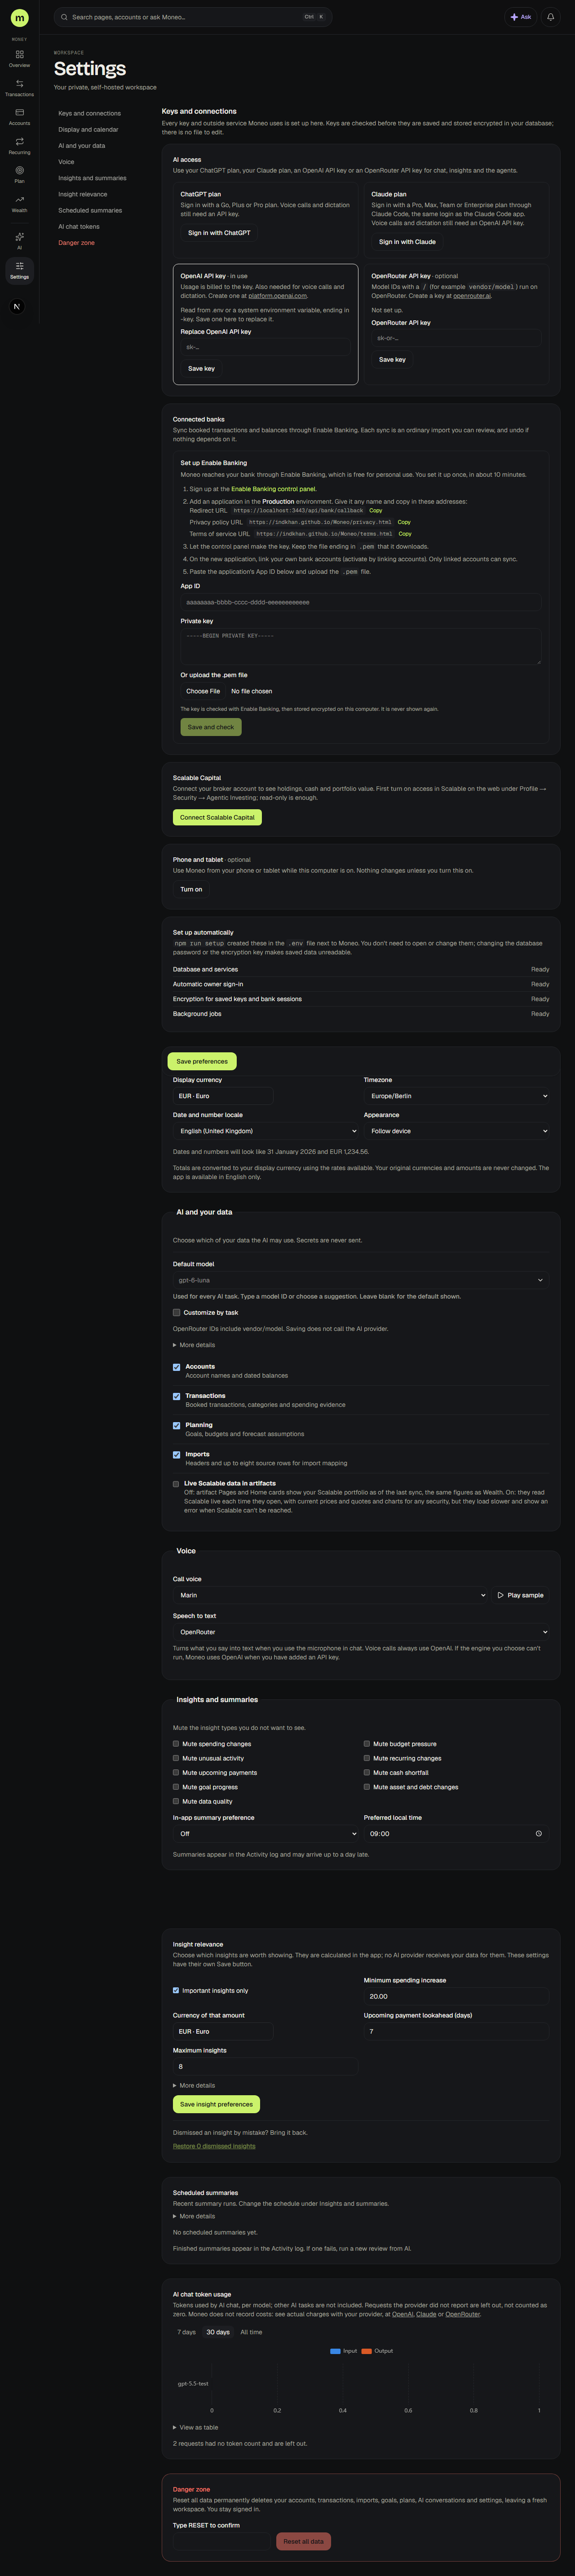 m
Search pages, accounts or ask Moneo...
Ctrl K
Ask
MONEY
Overview
Transactions
Accounts
Recurring
Plan
Wealth
AI
Settings
N
WORKSPACE
Settings
Your private, self-hosted workspace
Keys and connections
Display and calendar
AI and your data
Voice
Insights and summaries
Insight relevance
Scheduled summaries
AI chat tokens
Danger zone
Keys and connections
Every key and outside service Moneo uses is set up here. Keys are checked before they are saved and stored encrypted in your database;
there is no file to edit.
AI access
Use your ChatGPT plan, your Claude plan, an OpenAI API key or an OpenRouter API key for chat, insights and the agents.
ChatGPT plan
Sign in with a Go, Plus or Pro plan. Voice calls and dictation
still need an API key.
Sign in with ChatGPT
Claude plan
Sign in with a Pro, Max, Team or Enterprise plan through
Claude Code, the same login as the Claude Code app.
Voice calls and dictation still need an OpenAI API key.
Sign in with Claude
OpenAI API key · in use
Usage is billed to the key. Also needed for voice calls and
dictation. Create one at platform.openai.com.
Read from .env or a system environment variable, ending in
-key. Save one here to replace it.
Replace OpenAI API key
sk-...
Save key
OpenRouter API key · optional
Model IDs with a / (for example vendor/model) run on
OpenRouter. Create a key at openrouter.ai.
Not set up.
OpenRouter API key
sk-or-...
Save key
Connected banks
Sync booked transactions and balances through Enable Banking. Each sync is an ordinary import you can review, and undo if
nothing depends on it.
Set up Enable Banking
Moneo reaches your bank through Enable Banking, which is free for personal use. You set it up once, in about 10 minutes.
1. Sign up at the Enable Banking control panel.
2. Add an application in the Production environment. Give it any name and copy in these addresses:
Redirect URL https://localhost:3443/api/bank/callback Copy
Privacy policy URL https://indkhan.github.io/Moneo/privacy.html Copy
Terms of service URL https://indkhan.github.io/Moneo/terms.html Copy
3. Let the control panel make the key. Keep the file ending in .pem that it downloads.
4. On the new application, link your own bank accounts (activate by linking accounts). Only linked accounts can sync.
5. Paste the application's App ID below and upload the .pem file.
App ID
aaaaaaaa-bbbb-cccc-dddd-eeeeeeeeeeee
Private key
-----BEGIN PRIVATE KEY-----
Or upload the .pem file
Choose File No file chosen
The key is checked with Enable Banking, then stored encrypted on this computer. It is never shown again.
Save and check
Scalable Capital
Connect your broker account to see holdings, cash and portfolio value. First turn on access in Scalable on the web under Profile →
Security → Agentic Investing; read-only is enough.
Connect Scalable Capital
Phone and tablet · optional
Use Moneo from your phone or tablet while this computer is on. Nothing changes unless you turn this on.
Turn on
Set up automatically
npm run setup created these in the .env file next to Moneo. You don't need to open or change them; changing the database
password or the encryption key makes saved data unreadable.
Database and services Ready
Automatic owner sign-in Ready
Encryption for saved keys and bank sessions Ready
Background jobs Ready
Save preferences
Display currency
EUR · Euro
Timezone
Europe/Berlin
Date and number locale
English (United Kingdom)
Appearance
Follow device
Dates and numbers will look like 31 January 2026 and EUR 1,234.56.
Totals are converted to your display currency using the rates available. Your original currencies and amounts are never changed. The
app is available in English only.
AI and your data
Choose which of your data the AI may use. Secrets are never sent.
Default model
gpt-6-luna
Used for every AI task. Type a model ID or choose a suggestion. Leave blank for the default shown.
Customize by task
OpenRouter IDs include vendor/model. Saving does not call the AI provider.
More details
Accounts
Account names and dated balances
Transactions
Booked transactions, categories and spending evidence
Planning
Goals, budgets and forecast assumptions
Imports
Headers and up to eight source rows for import mapping
Live Scalable data in artifacts
Off: artifact Pages and Home cards show your Scalable portfolio as of the last sync, the same figures as Wealth. On: they read
Scalable live each time they open, with current prices and quotes and charts for any security, but they load slower and show an
error when Scalable can't be reached.
Voice
Call voice
Marin
Play sample
Speech to text
OpenRouter
Turns what you say into text when you use the microphone in chat. Voice calls always use OpenAI. If the engine you choose can't
run, Moneo uses OpenAI when you have added an API key.
Insights and summaries
Mute the insight types you do not want to see.
Mute spending changes
Mute budget pressure
Mute unusual activity
Mute recurring changes
Mute upcoming payments
Mute cash shortfall
Mute goal progress
Mute asset and debt changes
Mute data quality
In-app summary preference
Off
Preferred local time
09:00
Summaries appear in the Activity log and may arrive up to a day late.
Insight relevance
Choose which insights are worth showing. They are calculated in the app; no AI provider receives your data for them. These settings
have their own Save button.
Important insights only
Minimum spending increase
20.00
Currency of that amount
EUR · Euro
Upcoming payment lookahead (days)
7
Maximum insights
8
More details
Save insight preferences
Dismissed an insight by mistake? Bring it back.
Restore 0 dismissed insights
Scheduled summaries
Recent summary runs. Change the schedule under Insights and summaries.
More details
No scheduled summaries yet.
Finished summaries appear in the Activity log. If one fails, run a new review from AI.
AI chat token usage
Tokens used by AI chat, per model; other AI tasks are not included. Requests the provider did not report are left out, not counted as
zero. Moneo does not record costs: see actual charges with your provider, at OpenAI, Claude or OpenRouter.
7 days 30 days All time
Input Output
gpt-5.5-test
0 0.2 0.4 0.6 0.8 1
View as table
2 requests had no token count and are left out.
Danger zone
Reset all data permanently deletes your accounts, transactions, imports, goals, plans, AI conversations and settings, leaving a fresh
workspace. You stay signed in.
Type RESET to confirm
Reset all data